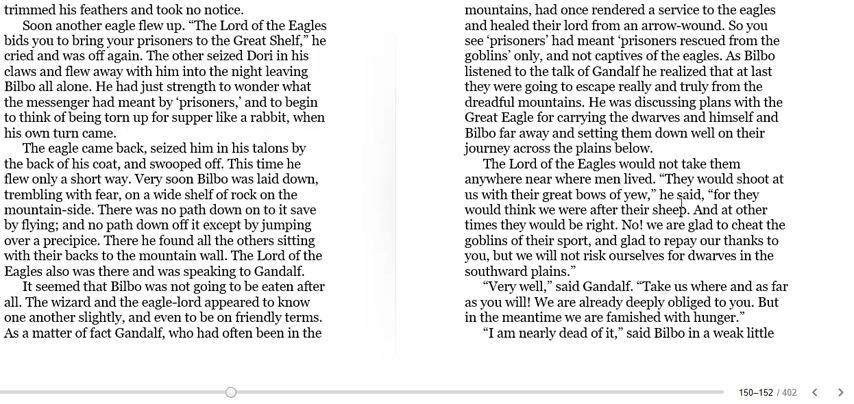 trimmed his feathers and took no notice.
Soon another eagle flew up. “The Lord of the Eagles
bids you to bring your prisoners to the Great Shelf,” he
cried and was off again. The other seized Dori in his
claws and flew away with him into the night leaving
Bilbo all alone. He had just strength to wonder what
the messenger had meant by ‘prisoners,’ and to begin
to think of being torn up for supper like a rabbit, when
his own turn came.
The eagle came back, seized him in his talons by
the back of his coat, and swooped off. This time he
flew only a short way. Very soon Bilbo was laid down,
trembling with fear, on a wide shelf of rock on the
mountain-side. There was no path down on to it save
by flying; and no path down off it except by jumping
over a precipice. There he found all the others sitting
with their backs to the mountain wall. The Lord of the
Eagles also was there and was speaking to Gandalf.
It seemed that Bilbo was not going to be eaten after
all. The wizard and the eagle-lord appeared to know
one another slightly, and even to be on friendly terms.
As a matter of fact Gandalf, who had often been in the
mountains, had once rendered a service to the eagles
and healed their lord from an arrow-wound. So you
see ‘prisoners’ had meant ‘prisoners rescued from the
goblins’ only, and not captives of the eagles. As Bilbo
listened to the talk of Gandalf he realized that at last
they were going to escape really and truly from the
dreadful mountains. He was discussing plans with the
Great Eagle for carrying the dwarves and himself and
Bilbo far away and setting them down well on their
journey across the plains below.
The Lord of the Eagles would not take them
anywhere near where men lived. “They would shoot at
us with their great bows of yew,” he said, “for they
would think we were after their sheep. And at other
times they would be right. No! we are glad to cheat the
goblins of their sport, and glad to repay our thanks to
you, but we will not risk ourselves for dwarves in the
southward plains.”
“Very well,” said Gandalf. “Take us where and as far
as you will! We are already deeply obliged to you. But
in the meantime we are famished with hunger.”
“I am nearly dead of it,” said Bilbo in a weak little
150–152 / 402